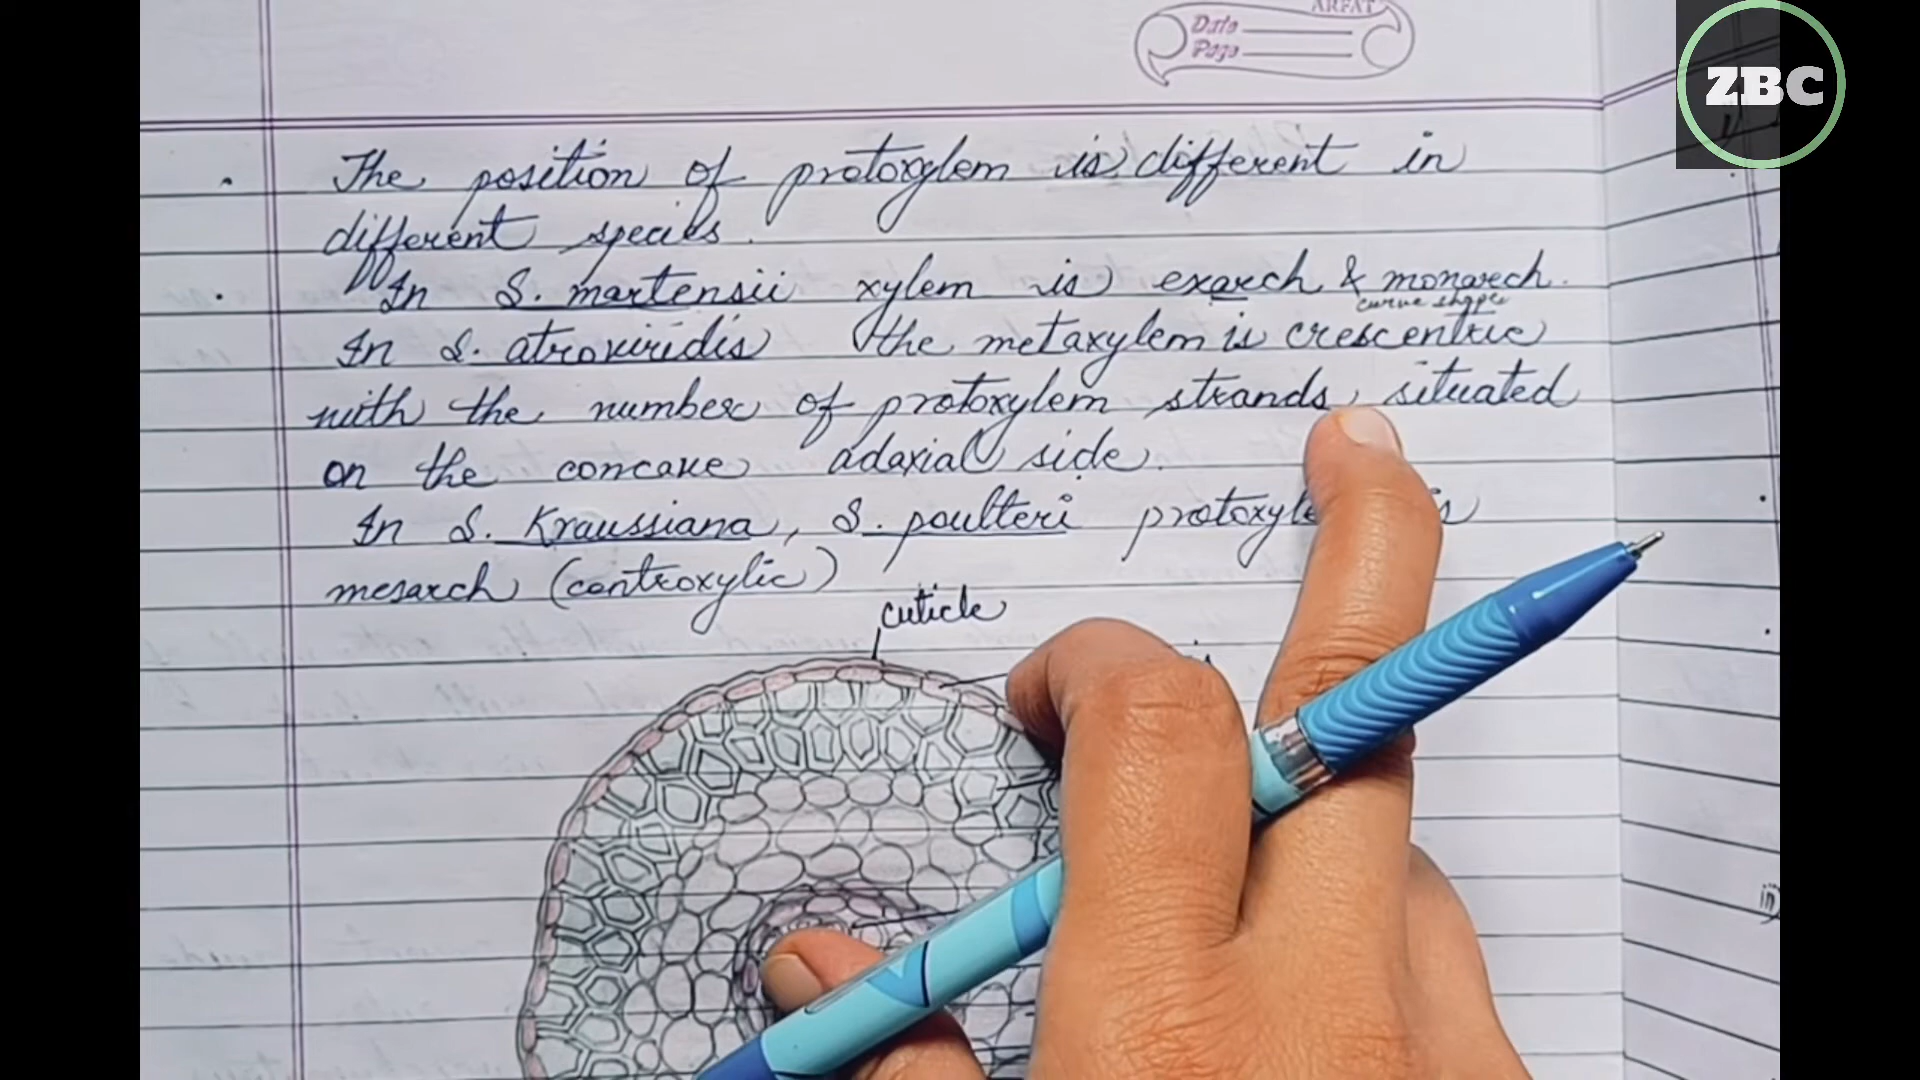 ARFAT
Date
Page
ZBC
The position of protoxylem is different in
different species.
In S. martensii xylem is exarch & monarch.
curve shape
In S. atroviridis the metaxylem is crescentric
with the number of protoxylem strands, situated
on the concave adaxial side.
In S. Kraussiana, S. poulteri is
mesarch (centroxylic)
cuticle
in)